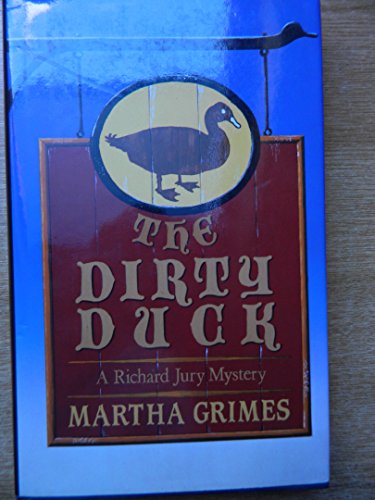 THE
DIRTY
DUCK
A Richard Jury Mystery
MARTHA GRIMES